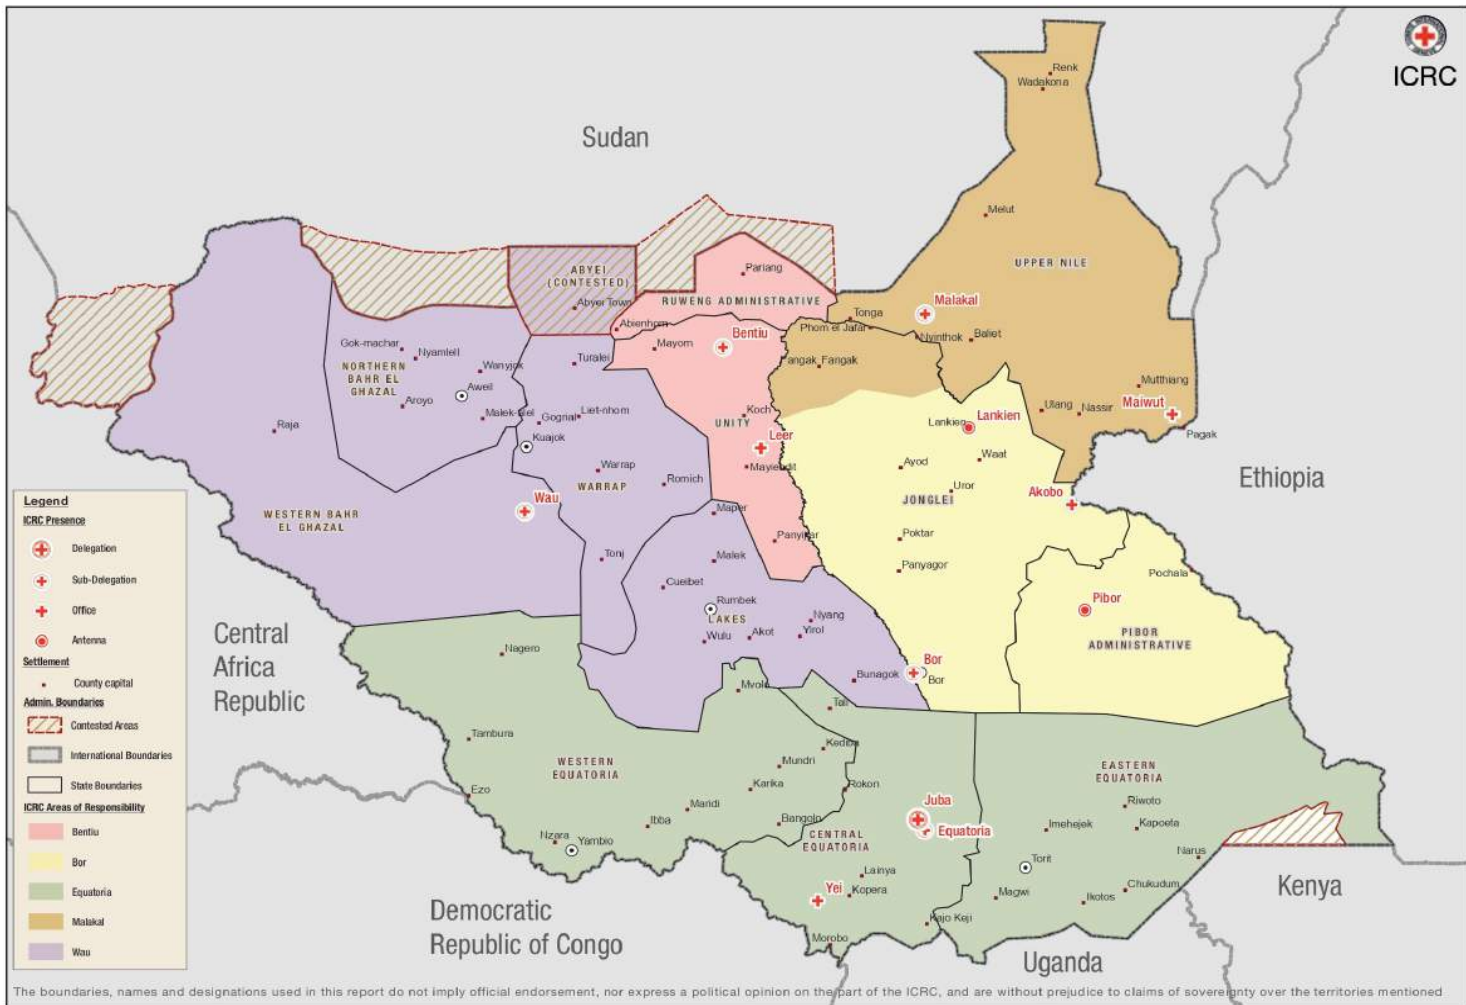 ICRC
Sudan
Renk
Wadakona
Melut
UPPER NILE
ABYEI
(CONTESTED)
Abyei Town
Pariang
RUWENG ADMINISTRATIVE
Abienhom
Malakal
Tonga
Phom el Jafar
Nyinthok
Baliet
Bentiu
Mayom
Fangak
Gok-machar
Nyamlell
NORTHERN
BAHR EL
GHAZAL
Wanyjok
Aweil
Aroyo
Turalei
Malek-alel
Gogrial
Liet-nhom
Kuajok
Raja
Koch
UNITY
Leer
Mayiendit
Lankien
Lankien
Ulang
Nassir
Mutthiang
Maiwut
Pagak
Ethiopia
Ayod
Waat
Uror
JONGLEI
Akobo
Warrap
WARRAP
Romich
Wau
WESTERN BAHR
EL GHAZAL
Maper
Panyijar
Poktar
Panyagor
Tonj
Malek
Cueibet
Rumbek
LAKES
Wulu
Akot
Nyang
Yirol
Bunagok
Pochala
Pibor
PIBOR
ADMINISTRATIVE
Bor
Bor
Central
Africa
Republic
Nagero
Mvolo
Tali
Tambura
WESTERN
EQUATORIA
Kediba
Mundri
Karika
Rokon
Ezo
Maridi
Ibba
Bangolo
Nzara
Yambio
CENTRAL
EQUATORIA
Juba
Equatoria
EASTERN
EQUATORIA
Riwoto
Imehejek
Kapoeta
Torit
Narus
Lainya
Yei
Kopera
Magwi
Ikotos
Chukudum
Kajo Keji
Morobo
Kenya
Democratic
Republic of Congo
Uganda
Legend
ICRC Presence
Delegation
Sub-Delegation
Office
Antenna
Settlement
County capital
Admin. Boundaries
Contested Areas
International Boundaries
State Boundaries
ICRC Areas of Responsibility
Bentiu
Bor
Equatoria
Malakal
Wau
The boundaries, names and designations used in this report do not imply official endorsement, nor express a political opinion on the part of the ICRC, and are without prejudice to claims of sovereignty over the territories mentioned